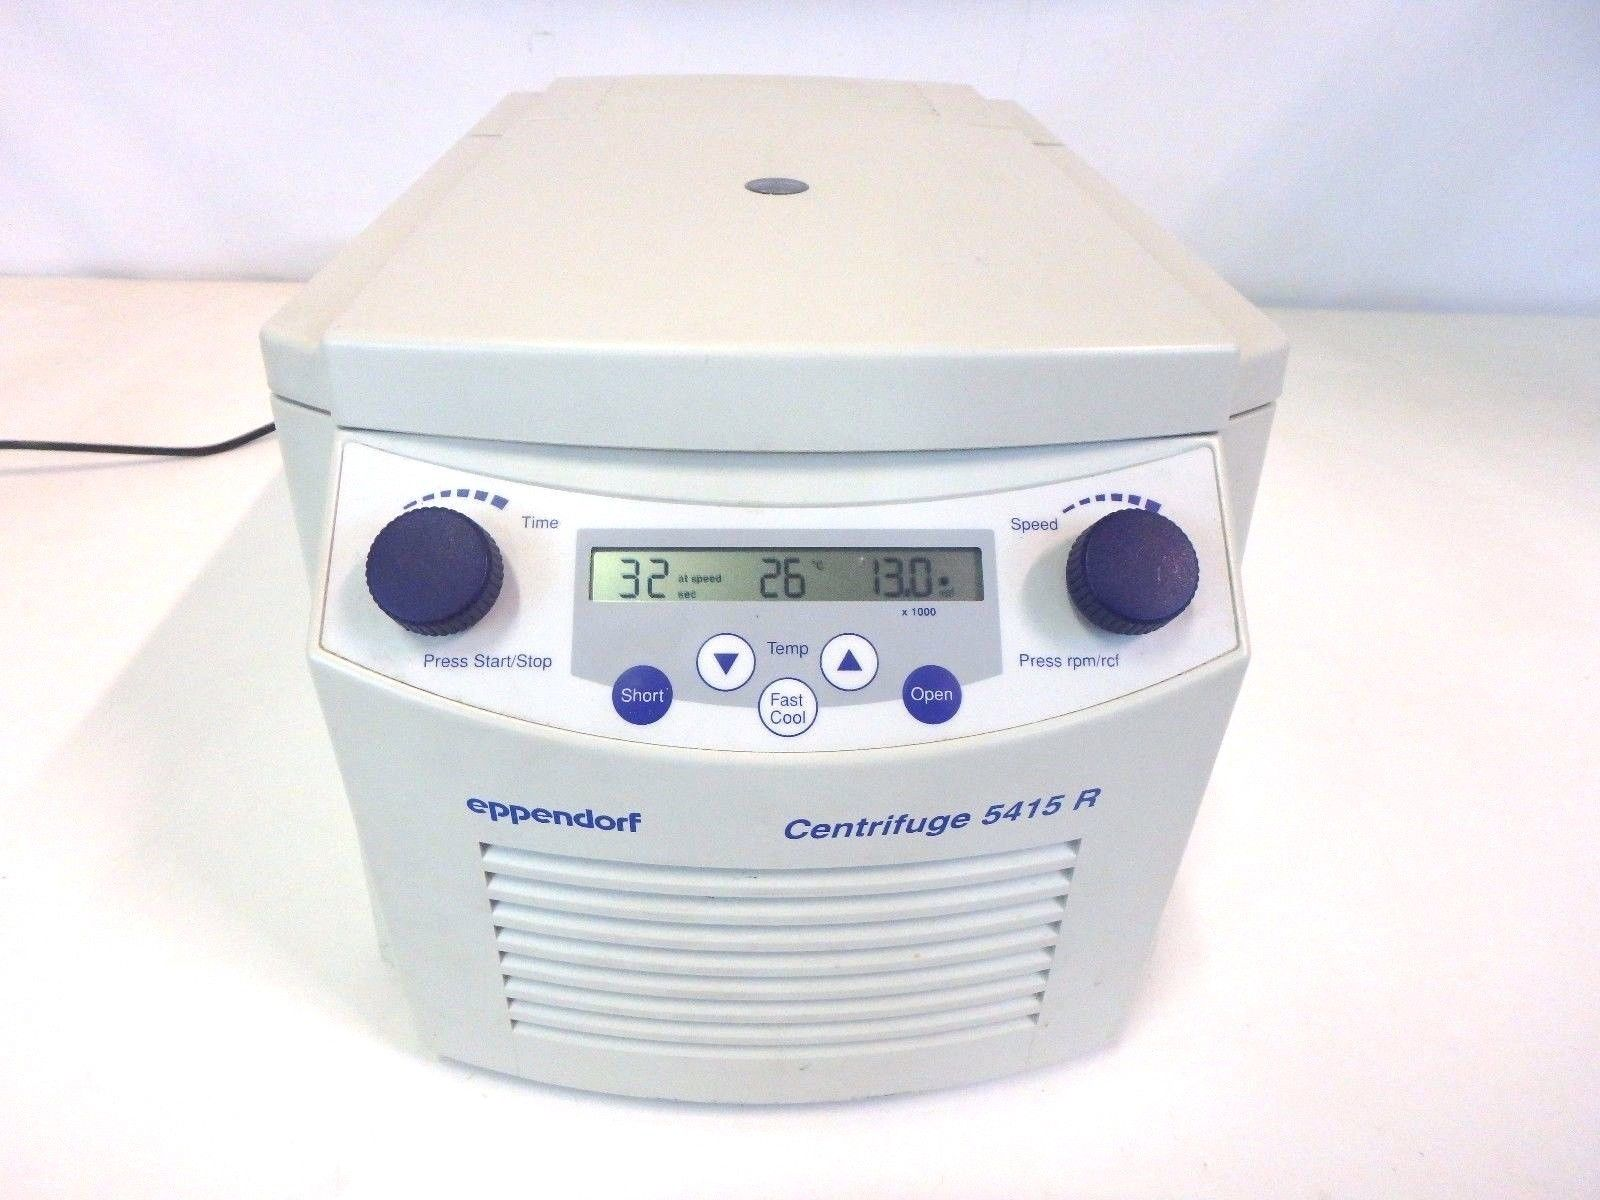 Time
Speed
32 at speed sec 26 °C 13.0
x 1000
Press Start/Stop
Temp
Press rpm/rcf
Short
Fast
Cool
Open
eppendorf
Centrifuge 5415 R